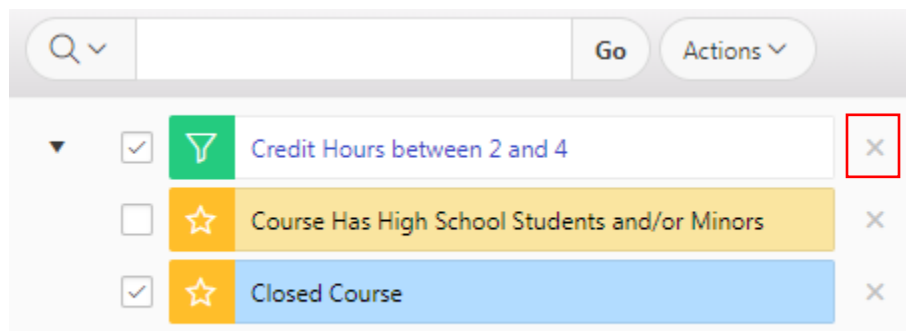 Go Actions
Credit Hours between 2 and 4
Course Has High School Students and/or Minors
Closed Course